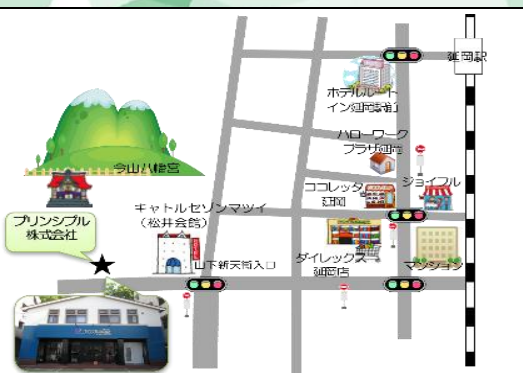 延岡駅
ホテルルート
イン延岡駅前
ハローワーク
プラザ延岡
今山八幡宮
ココレッタ
延岡
ジョイフル
キャトルセゾンマツイ
（松井会館）
プリンシプル
株式会社
山下新天街入口
ダイレックス
延岡店
マンション